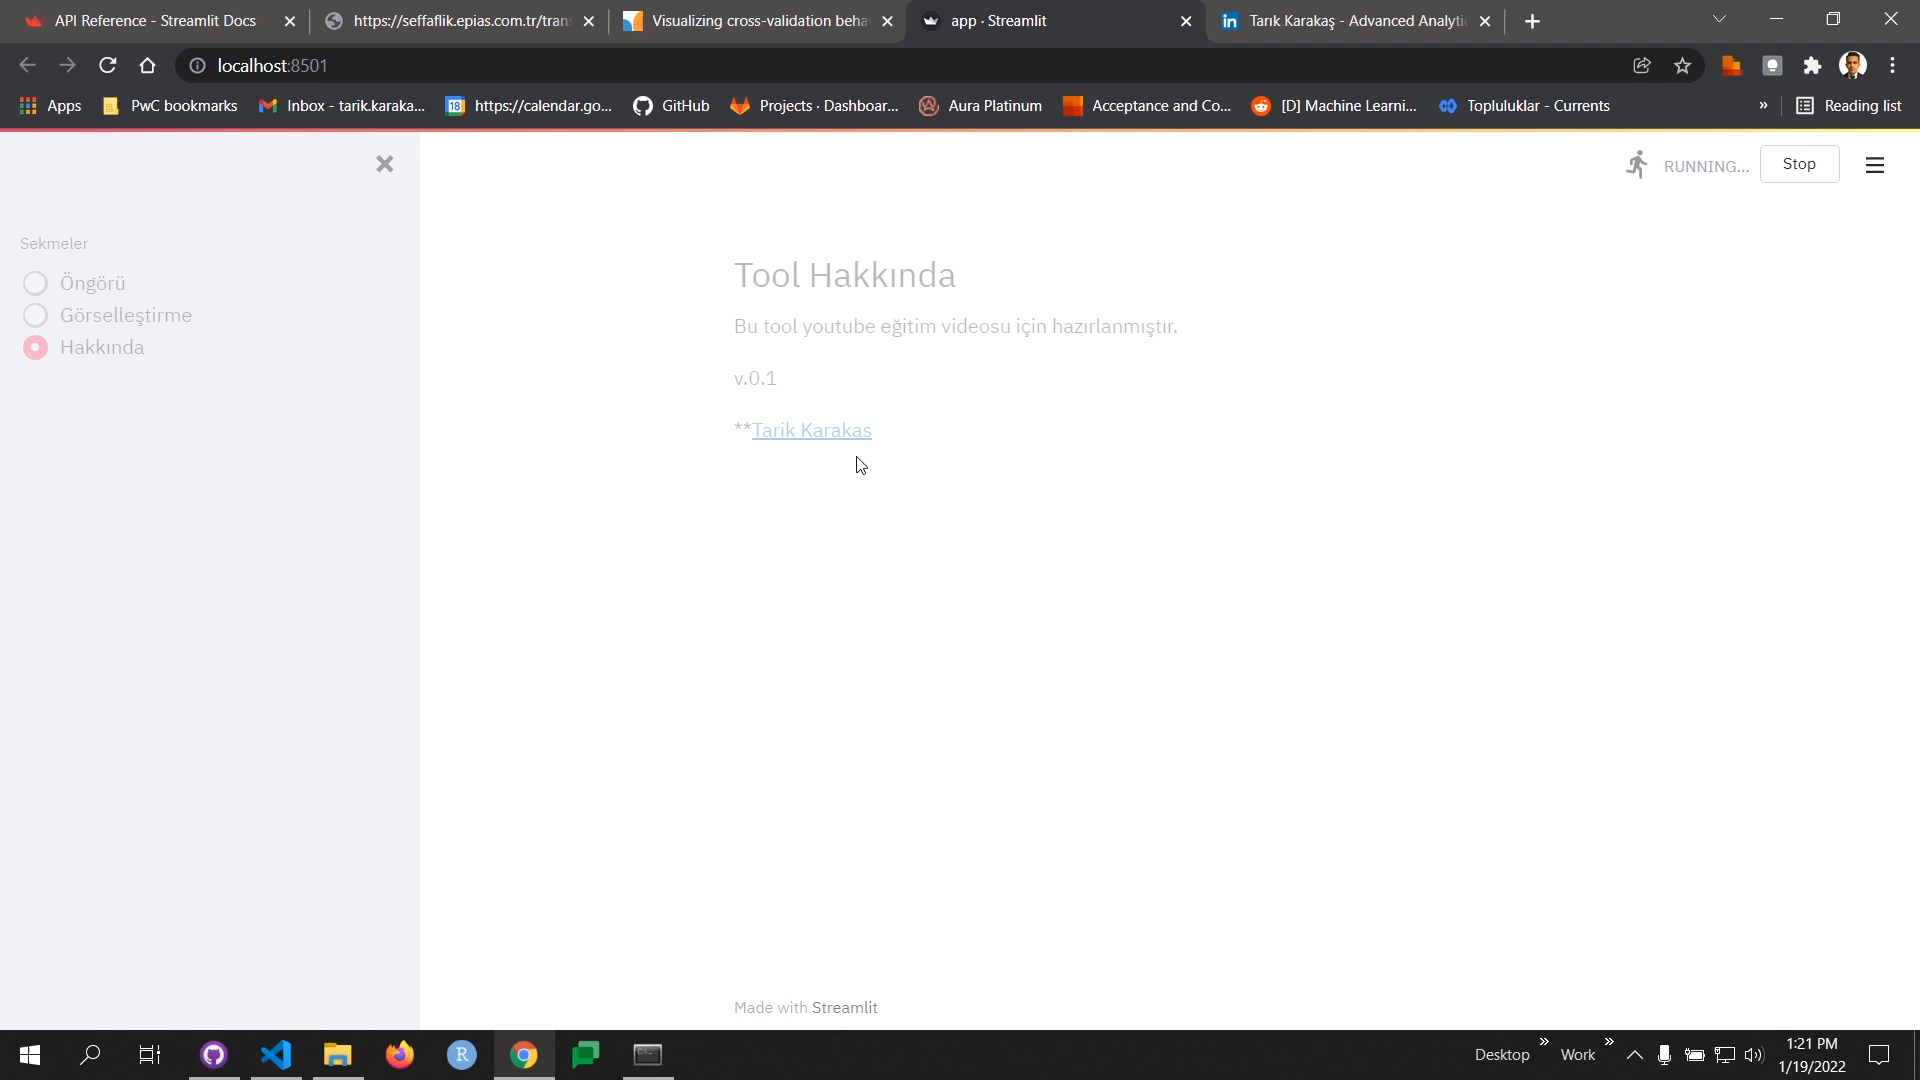 API Reference - Streamlit Docs
https://seffaflik.epias.com.tr/tran
Visualizing cross-validation beha
app · Streamlit
Tarık Karakaş - Advanced Analyti
localhost:8501
Apps
PwC bookmarks
Inbox - tarik.karaka...
18
https://calendar.go...
GitHub
Projects · Dashboar...
Aura Platinum
Acceptance and Co...
[D] Machine Learni...
Topluluklar - Currents
»
Reading list
RUNNING...
Stop
Sekmeler
Öngörü
Görselleştirme
Hakkında
Tool Hakkında
Bu tool youtube eğitim videosu için hazırlanmıştır.
v.0.1
**Tarik Karakas
Made with Streamlit
Desktop
»
Work
»
1:21 PM
1/19/2022